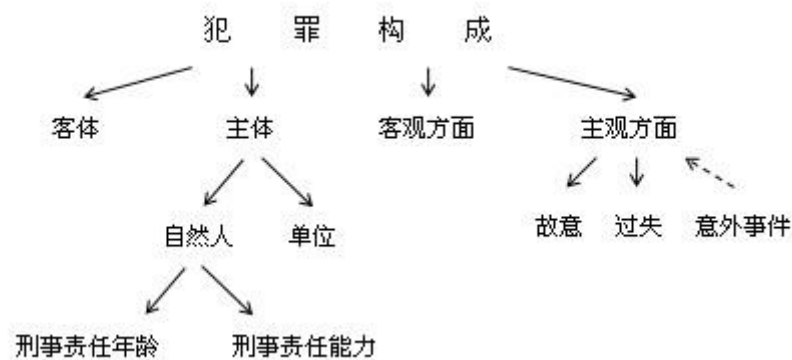 犯 罪 构 成
客体 主体 客观方面 主观方面
自然人 单位 故意 过失 意外事件
刑事责任年龄 刑事责任能力